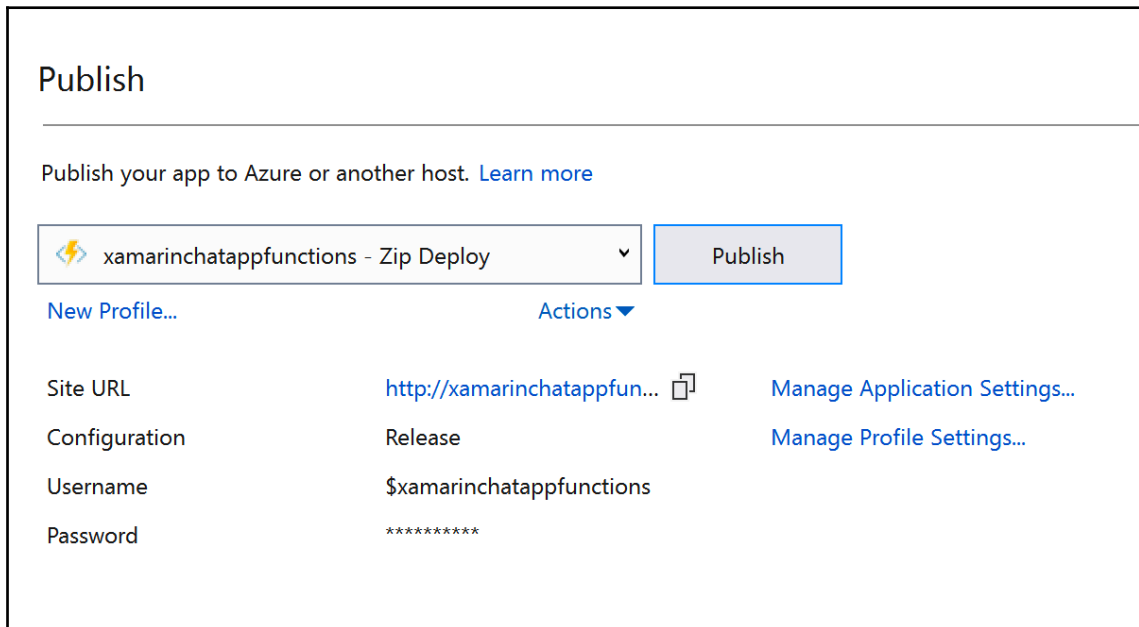 Publish
Publish your app to Azure or another host. Learn more
xamarinchatappfunctions - Zip Deploy Publish
New Profile... Actions
Site URL http://xamarinchatappfun... Manage Application Settings...
Configuration Release Manage Profile Settings...
Username $xamarinchatappfunctions
Password **********